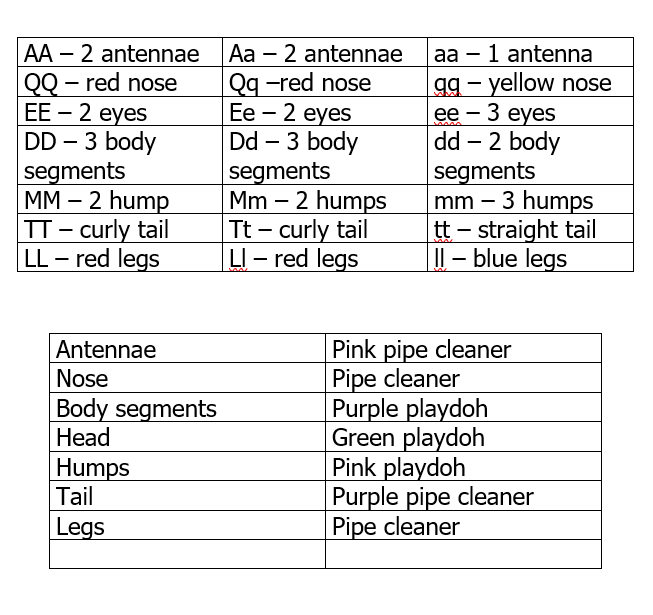 AA – 2 antennae Aa – 2 antennae aa – 1 antenna
QQ – red nose Qq –red nose qq – yellow nose
EE – 2 eyes Ee – 2 eyes ee – 3 eyes
DD – 3 body Dd – 3 body dd – 2 body
segments segments segments
MM – 2 hump Mm – 2 humps mm – 3 humps
TT – curly tail Tt – curly tail tt – straight tail
LL – red legs Ll – red legs ll – blue legs
Antennae Pink pipe cleaner
Nose Pipe cleaner
Body segments Purple playdoh
Head Green playdoh
Humps Pink playdoh
Tail Purple pipe cleaner
Legs Pipe cleaner